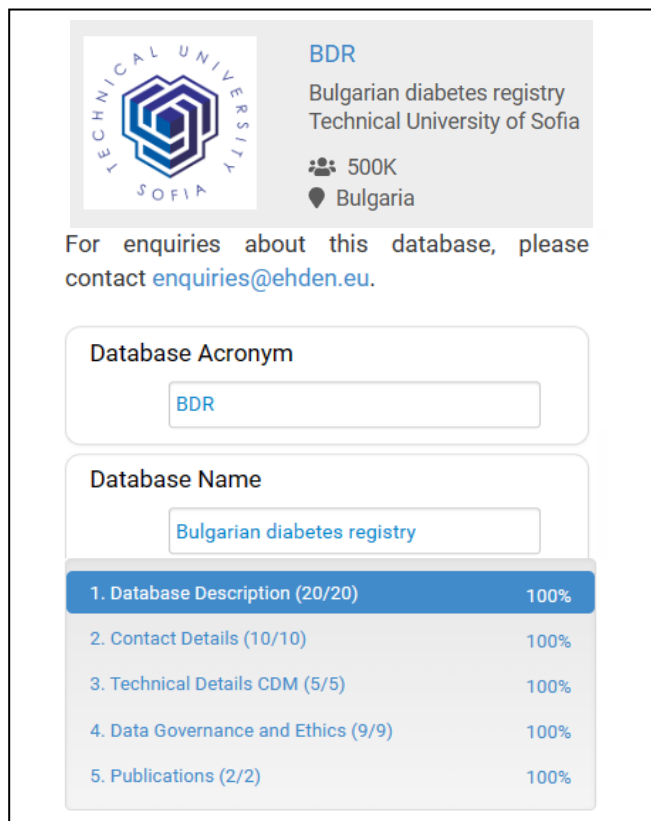 TECHNICAL UNIVERSITY
SOFIA
BDR
Bulgarian diabetes registry
Technical University of Sofia
500K
Bulgaria
For enquiries about this database, please
contact enquiries@ehden.eu.
Database Acronym
BDR
Database Name
Bulgarian diabetes registry
1. Database Description (20/20) 100%
2. Contact Details (10/10) 100%
3. Technical Details CDM (5/5) 100%
4. Data Governance and Ethics (9/9) 100%
5. Publications (2/2) 100%